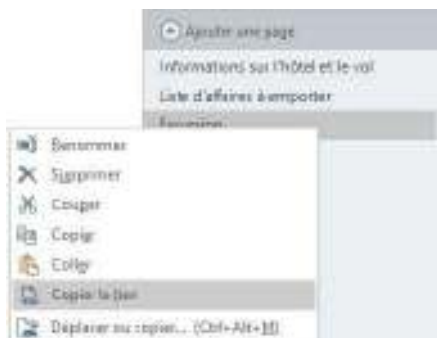 Ajouter une page
Informations sur l'hôtel et le vol
Liste d'affaires à emporter
Renommer
Supprimer
Couper
Copier
Coller
Copier le lien
Déplacer ou copier... (Ctrl+Alt+M)